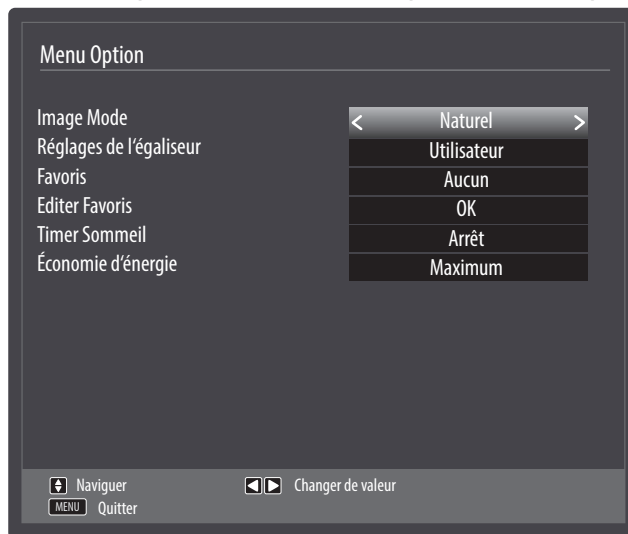 Menu Option
Image Mode < Naturel >
Réglages de l‘égaliseur Utilisateur
Favoris Aucun
Editer Favoris OK
Timer Sommeil Arrêt
Économie d‘énergie Maximum
Naviguer Changer de valeur
MENU Quitter